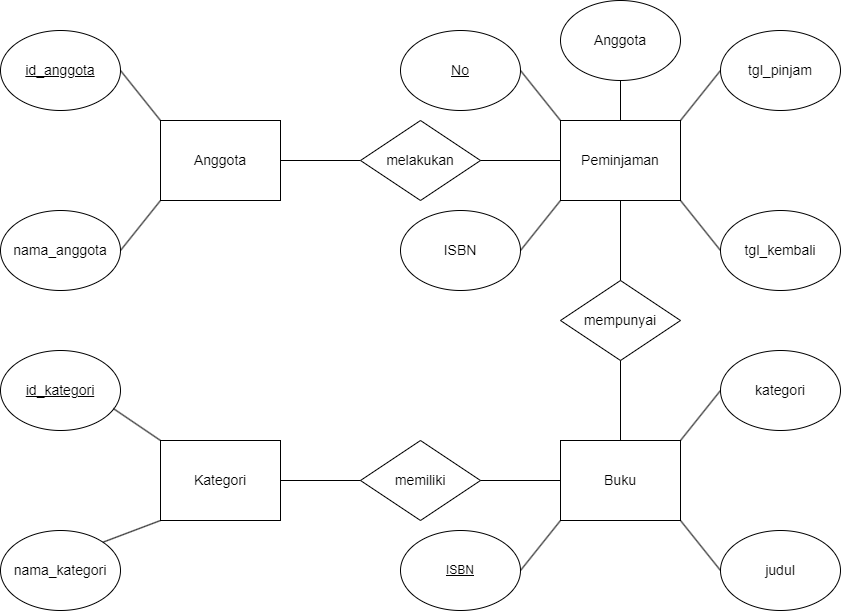 Anggota
id_anggota
No
tgl_pinjam
Anggota
melakukan
Peminjaman
nama_anggota
ISBN
tgl_kembali
mempunyai
id_kategori
kategori
Kategori
memiliki
Buku
nama_kategori
ISBN
judul